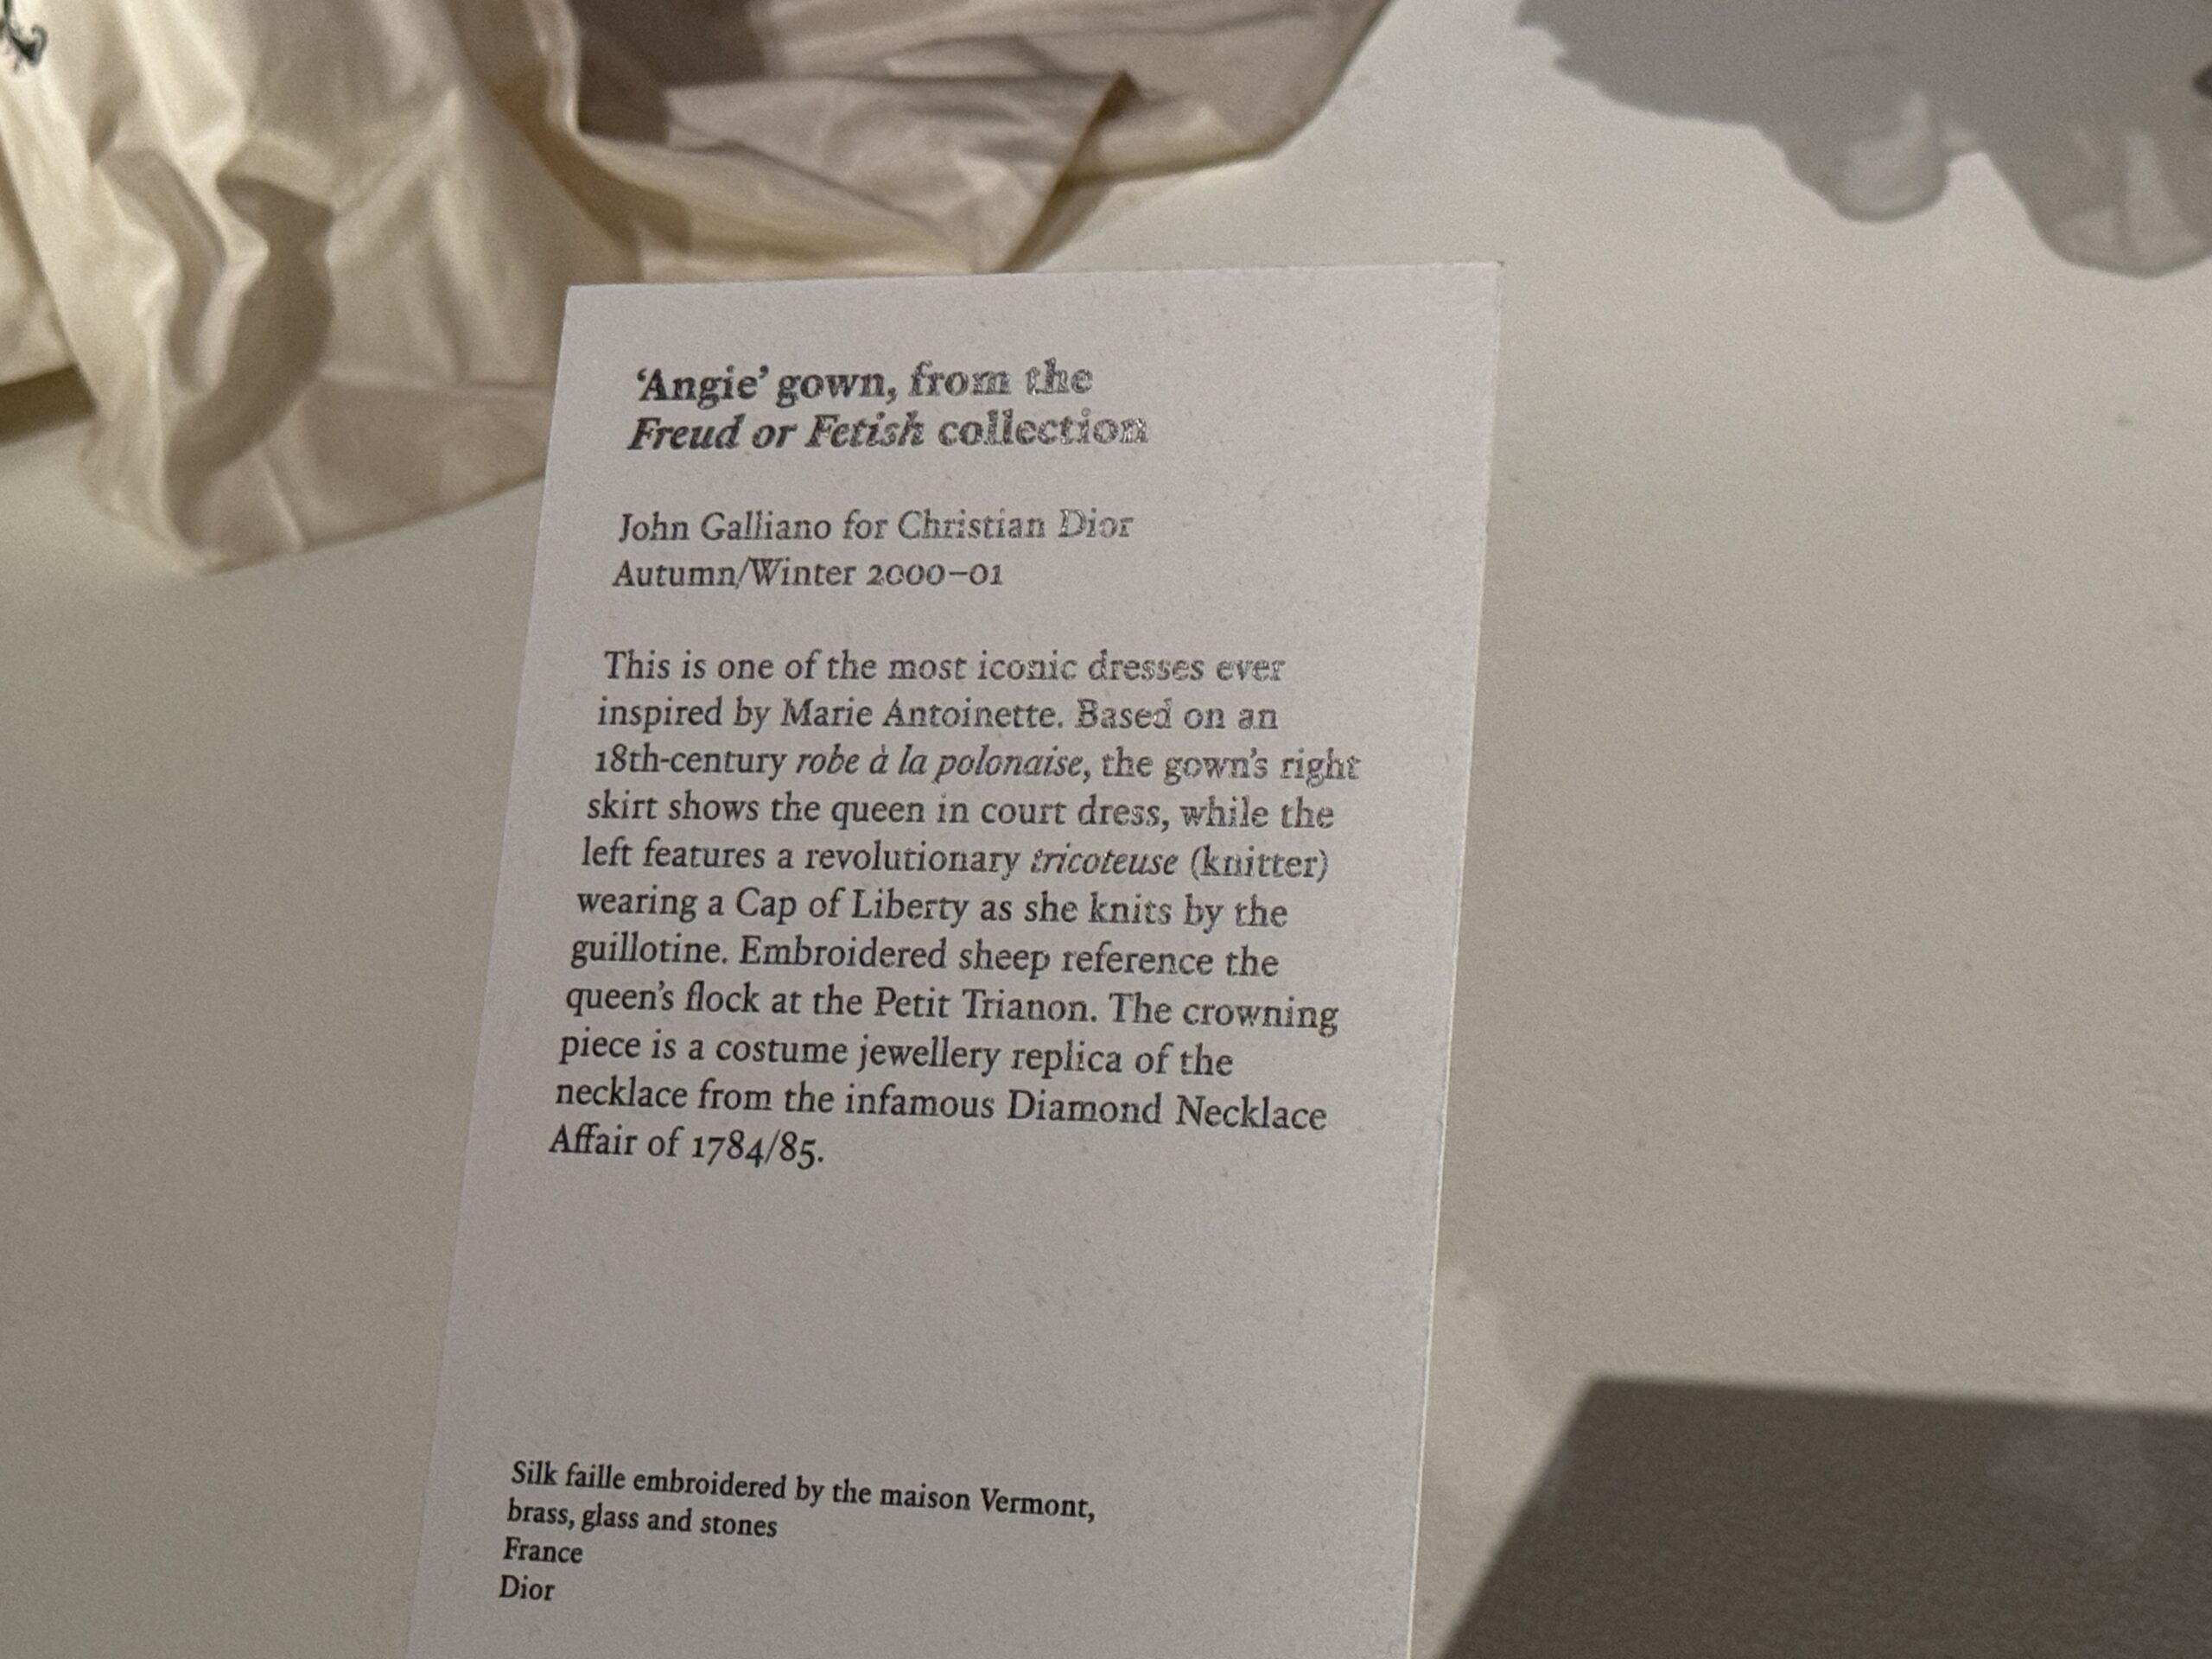 ‘Angie’ gown, from the
Freud or Fetish collection
John Galliano for Christian Dior
Autumn/Winter 2000–01
This is one of the most iconic dresses ever
inspired by Marie Antoinette. Based on an
18th-century robe à la polonaise, the gown’s right
skirt shows the queen in court dress, while the
left features a revolutionary tricoteuse (knitter)
wearing a Cap of Liberty as she knits by the
guillotine. Embroidered sheep reference the
queen’s flock at the Petit Trianon. The crowning
piece is a costume jewellery replica of the
necklace from the infamous Diamond Necklace
Affair of 1784/85.
Silk faille embroidered by the maison Vermont,
brass, glass and stones
France
Dior